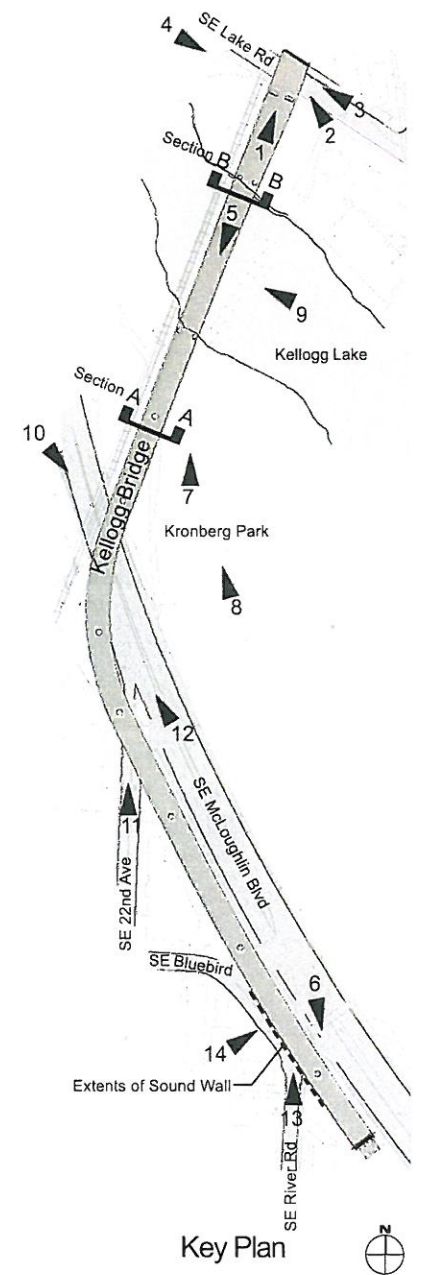 4
SE Lake Rd
3
2
1
Section B
B
5
9
Kellogg Lake
Section A
A
10
7
Kellogg Bridge
Kronberg Park
8
12
11
SE McLoughlin Blvd
SE 22nd Ave
SE Bluebird
6
14
Extents of Sound Wall
13
SE River Rd
Key Plan
N